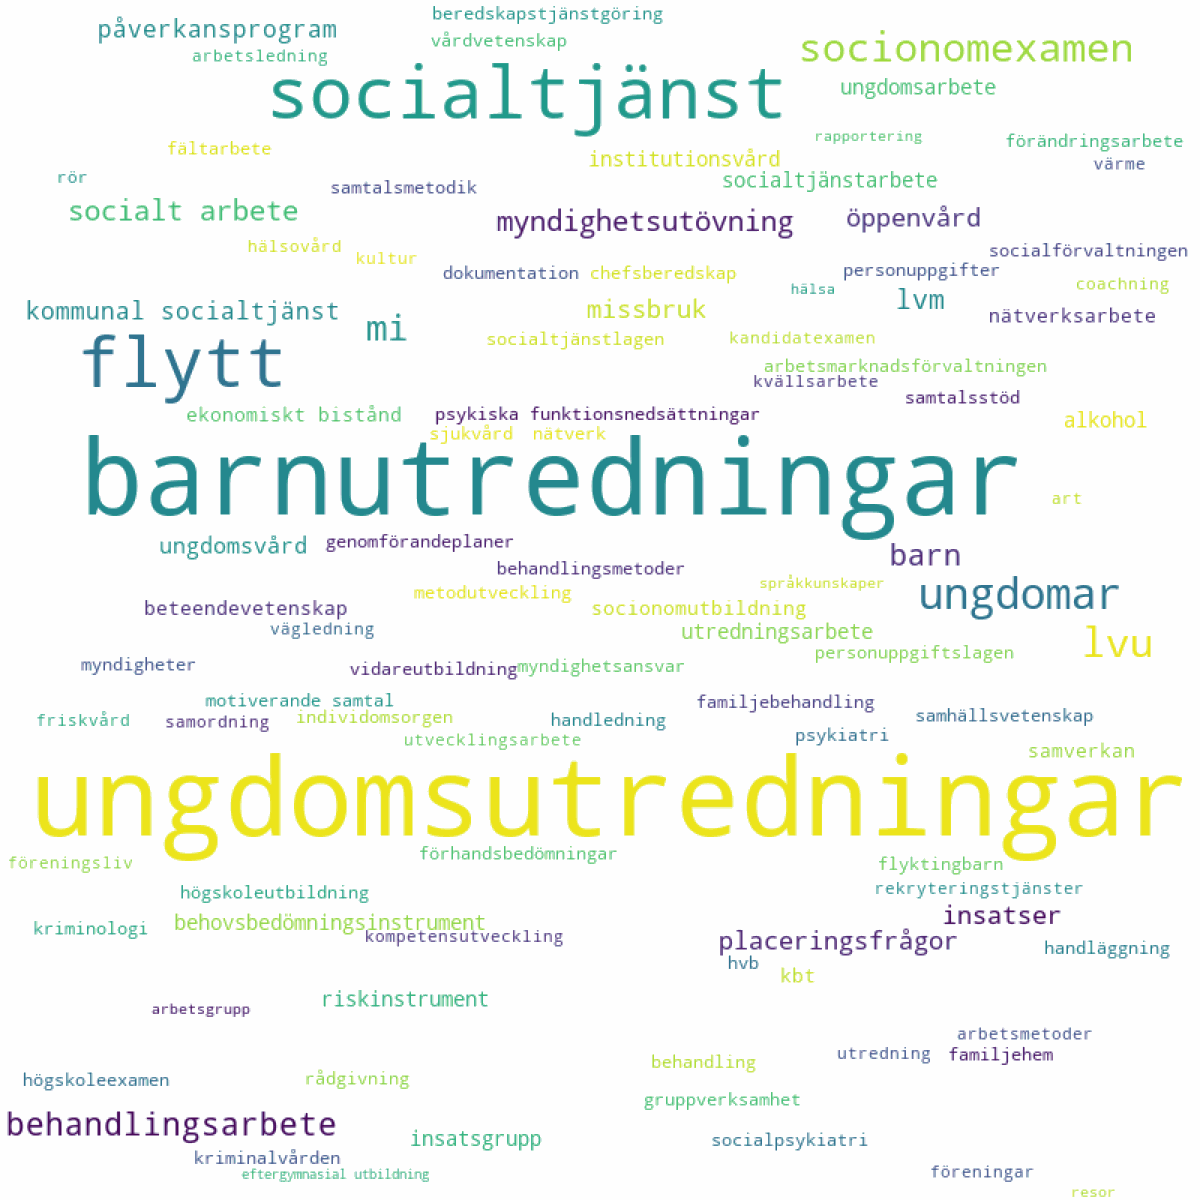 beredskapstjänstgöring
påverkansprogram
vårdvetenskap
socionomexamen
arbetsledning
socialtjänst
ungdomsarbete
rapportering
förändringsarbete
fältarbete
institutionsvård
värme
rör
samtalsmetodik
socialtjänstarbete
socialt arbete
myndighetsutövning
öppenvård
hälsovård
kultur
socialförvaltningen
dokumentation
chefsberedskap
personuppgifter
hälsa
coachning
kommunal socialtjänst
missbruk
lvm
nätverksarbete
mi
socialtjänstlagen
kandidatexamen
flytt
arbetsmarknadsförvaltningen
kvällsarbete
samtalsstöd
ekonomiskt bistånd
psykiska funktionsnedsättningar
alkohol
sjukvård
nätverk
barnutredningar
art
ungdomsvård
genomförandeplaner
barn
behandlingsmetoder
språkkunskaper
metodutveckling
ungdomar
beteendevetenskap
socionomutbildning
vägledning
utredningsarbete
lvu
personuppgiftslagen
myndigheter
vidareutbildning
myndighetsansvar
motiverande samtal
familjebehandling
friskvård
samordning
individomsorgen
handledning
samhällsvetenskap
utvecklingsarbete
psykiatri
samverkan
ungdomsutredningar
föreningsliv
förhandsbedömningar
flyktingbarn
högskoleutbildning
rekryteringstjänster
kriminologi
behovsbedömningsinstrument
insatser
kompetensutveckling
placeringsfrågor
handläggning
hvb
kbt
riskinstrument
arbetsgrupp
arbetsmetoder
utredning
familjehem
behandling
högskoleexamen
rådgivning
gruppverksamhet
behandlingsarbete
insatsgrupp
socialpsykiatri
kriminalvården
eftergymnasial utbildning
föreningar
resor